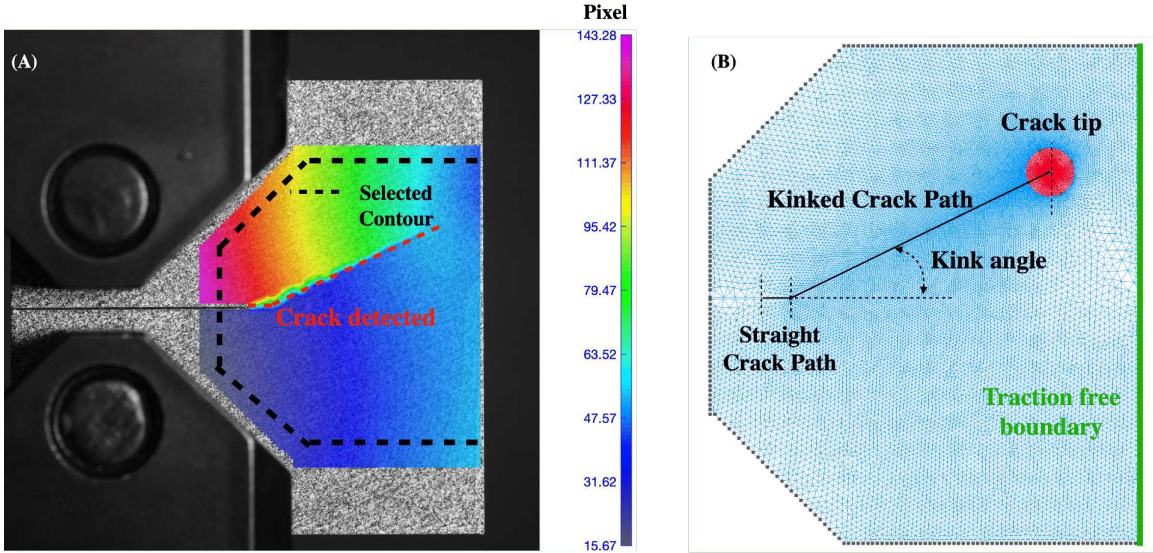 Pixel
(A)
143.28
127.33
111.37
95.42
79.47
63.52
47.57
31.62
15.67
Selected
Contour
Crack detected
(B)
Crack tip
Kinked Crack Path
Kink angle
Straight
Crack Path
Traction free
boundary